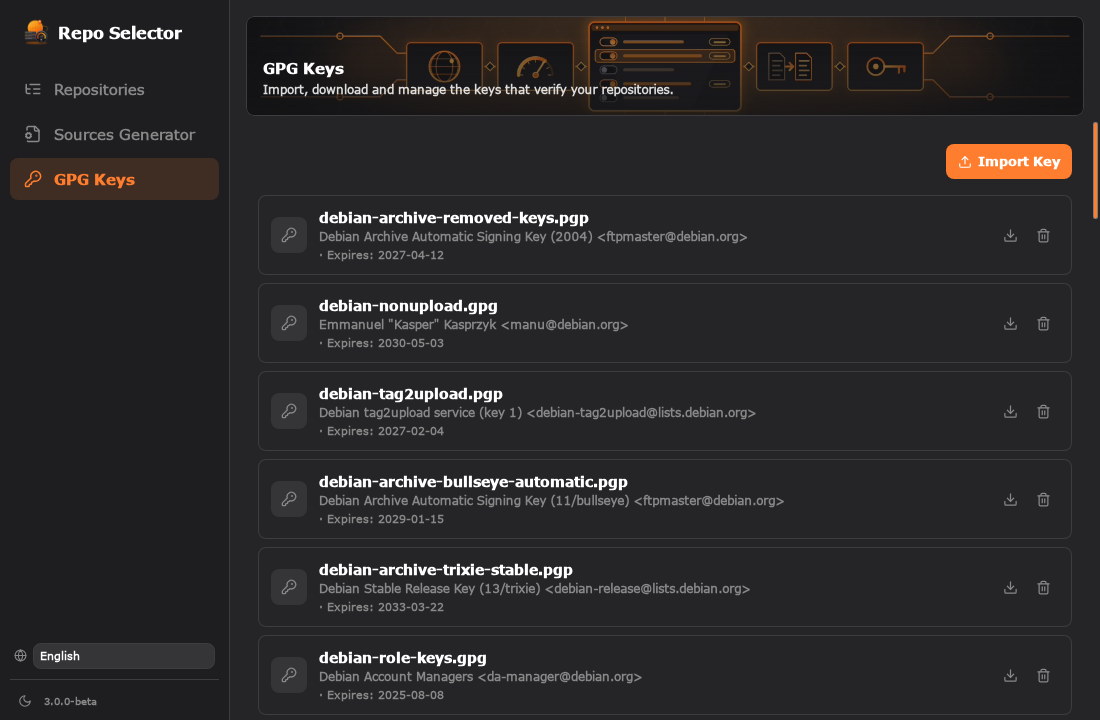 Repo Selector
Repositories
Sources Generator
GPG Keys
English
3.0.0-beta
GPG Keys
Import, download and manage the keys that verify your repositories.
Import Key
debian-archive-removed-keys.pgp
Debian Archive Automatic Signing Key (2004) <ftpmaster@debian.org>
· Expires: 2027-04-12
debian-nonupload.gpg
Emmanuel "Kasper" Kasprzyk <manu@debian.org>
· Expires: 2030-05-03
debian-tag2upload.pgp
Debian tag2upload service (key 1) <debian-tag2upload@lists.debian.org>
· Expires: 2027-02-04
debian-archive-bullseye-automatic.pgp
Debian Archive Automatic Signing Key (11/bullseye) <ftpmaster@debian.org>
· Expires: 2029-01-15
debian-archive-trixie-stable.pgp
Debian Stable Release Key (13/trixie) <debian-release@lists.debian.org>
· Expires: 2033-03-22
debian-role-keys.gpg
Debian Account Managers <da-manager@debian.org>
· Expires: 2025-08-08